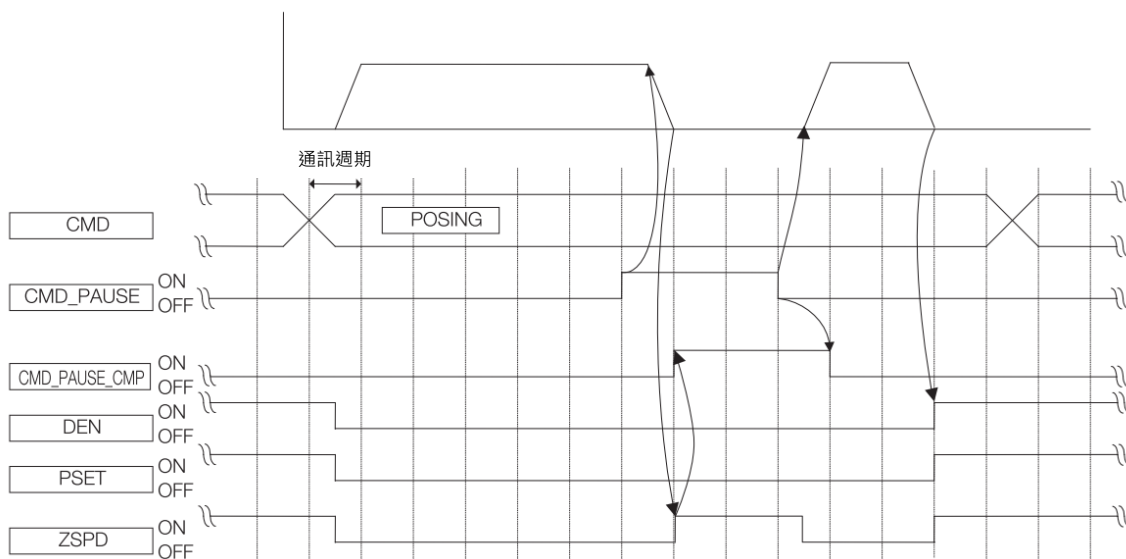 通訊週期
CMD
POSING
CMD_PAUSE
ON
OFF
CMD_PAUSE_CMP
ON
OFF
DEN
ON
OFF
PSET
ON
OFF
ZSPD
ON
OFF